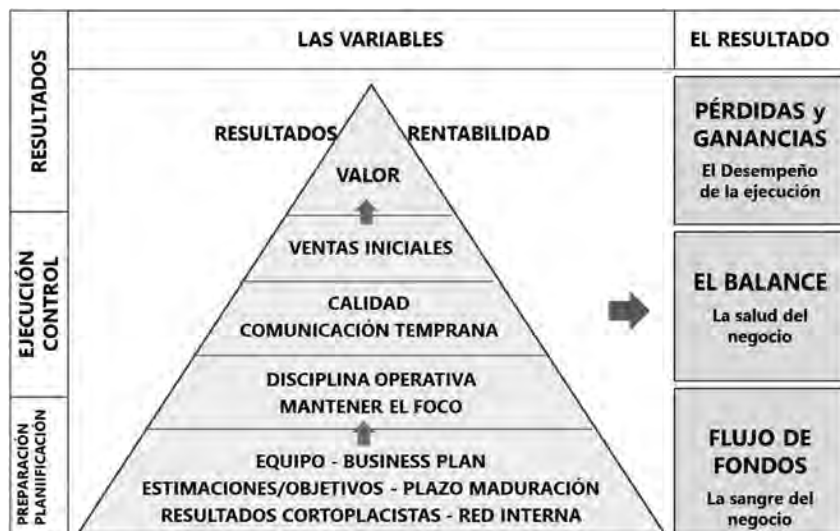 LAS VARIABLES
EL RESULTADO
RESULTADOS
RESULTADOS
RENTABILIDAD
VALOR
PÉRDIDAS y
GANANCIAS
El Desempeño
de la ejecución
EJECUCIÓN
CONTROL
VENTAS INICIALES
CALIDAD
COMUNICACIÓN TEMPRANA
DISCIPLINA OPERATIVA
MANTENER EL FOCO
EL BALANCE
La salud del
negocio
PREPARACIÓN
PLANIIFICACIÓN
EQUIPO - BUSINESS PLAN
ESTIMACIONES/OBJETIVOS - PLAZO MADURACIÓN
RESULTADOS CORTOPLACISTAS - RED INTERNA
FLUJO DE
FONDOS
La sangre del
negocio